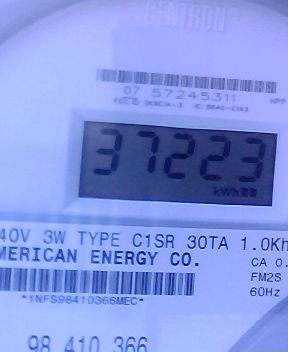 CENTRON
07 57245311
37223
kWh
40V 3W TYPE C1SR 30TA 1.0Kh
MERICAN ENERGY CO.
CA 0.
FM2S
60Hz
*1NFS98410366MEC*
98 410 366